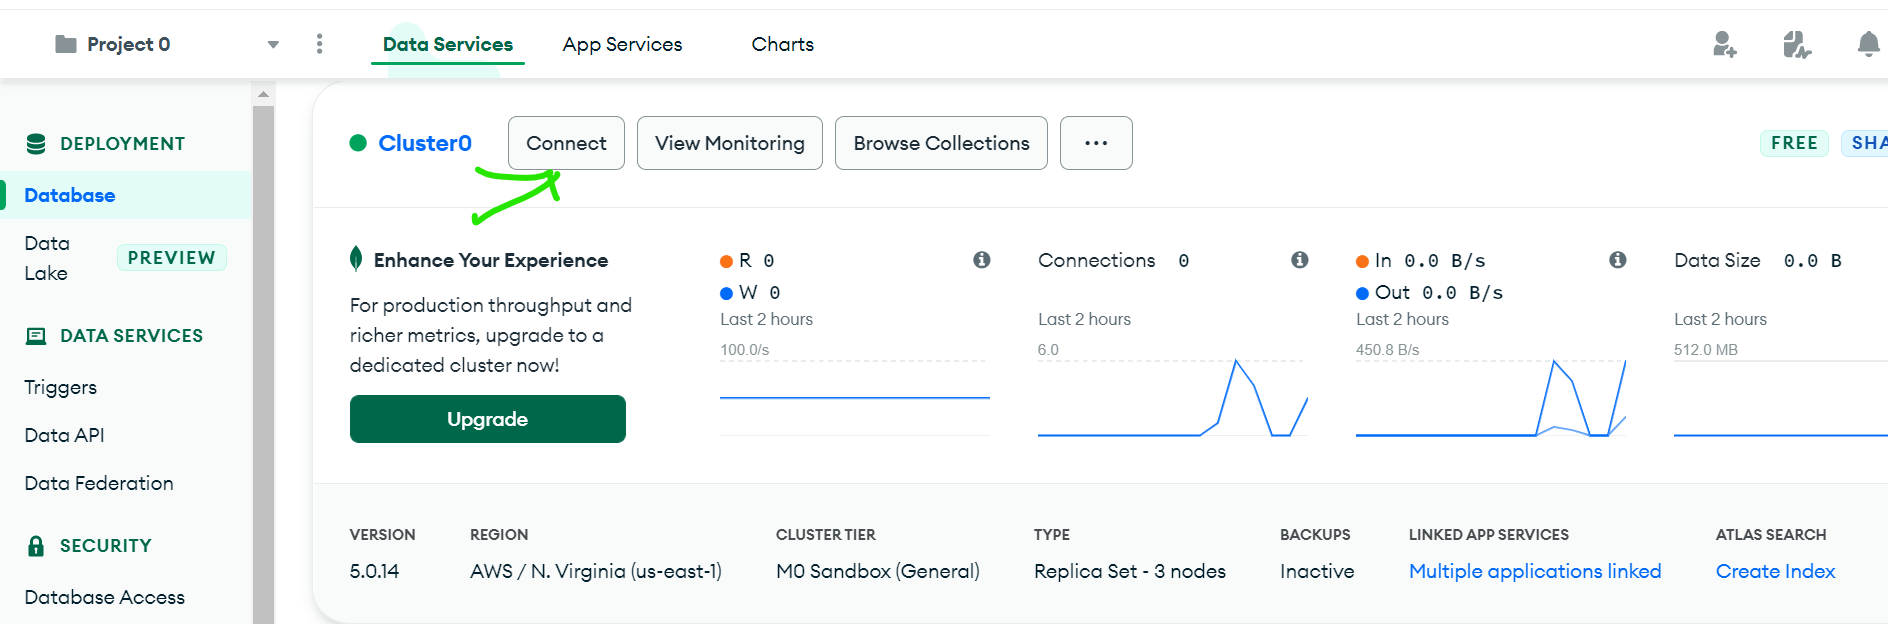 Project 0
Data Services
App Services
Charts
DEPLOYMENT
Database
Data Lake
PREVIEW
DATA SERVICES
Triggers
Data API
Data Federation
SECURITY
Database Access
Cluster0
Connect
View Monitoring
Browse Collections
...
FREE
Enhance Your Experience
For production throughput and
richer metrics, upgrade to a
dedicated cluster now!
Upgrade
R 0
W 0
Last 2 hours
100.0/s
Connections 0
Last 2 hours
6.0
In 0.0 B/s
Out 0.0 B/s
Last 2 hours
450.8 B/s
Data Size 0.0 B
Last 2 hours
512.0 MB
VERSION
5.0.14
REGION
AWS / N. Virginia (us-east-1)
CLUSTER TIER
M0 Sandbox (General)
TYPE
Replica Set - 3 nodes
BACKUPS
Inactive
LINKED APP SERVICES
Multiple applications linked
ATLAS SEARCH
Create Index